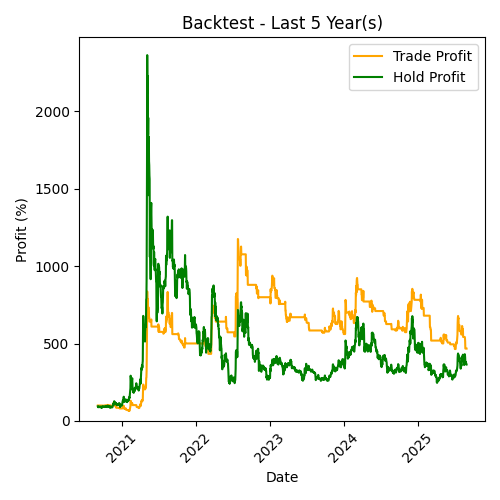 Backtest - Last 5 Year(s)
Trade Profit
Hold Profit
Profit (%)
2000
1500
1000
500
0
2021
2022
2023
2024
2025
Date